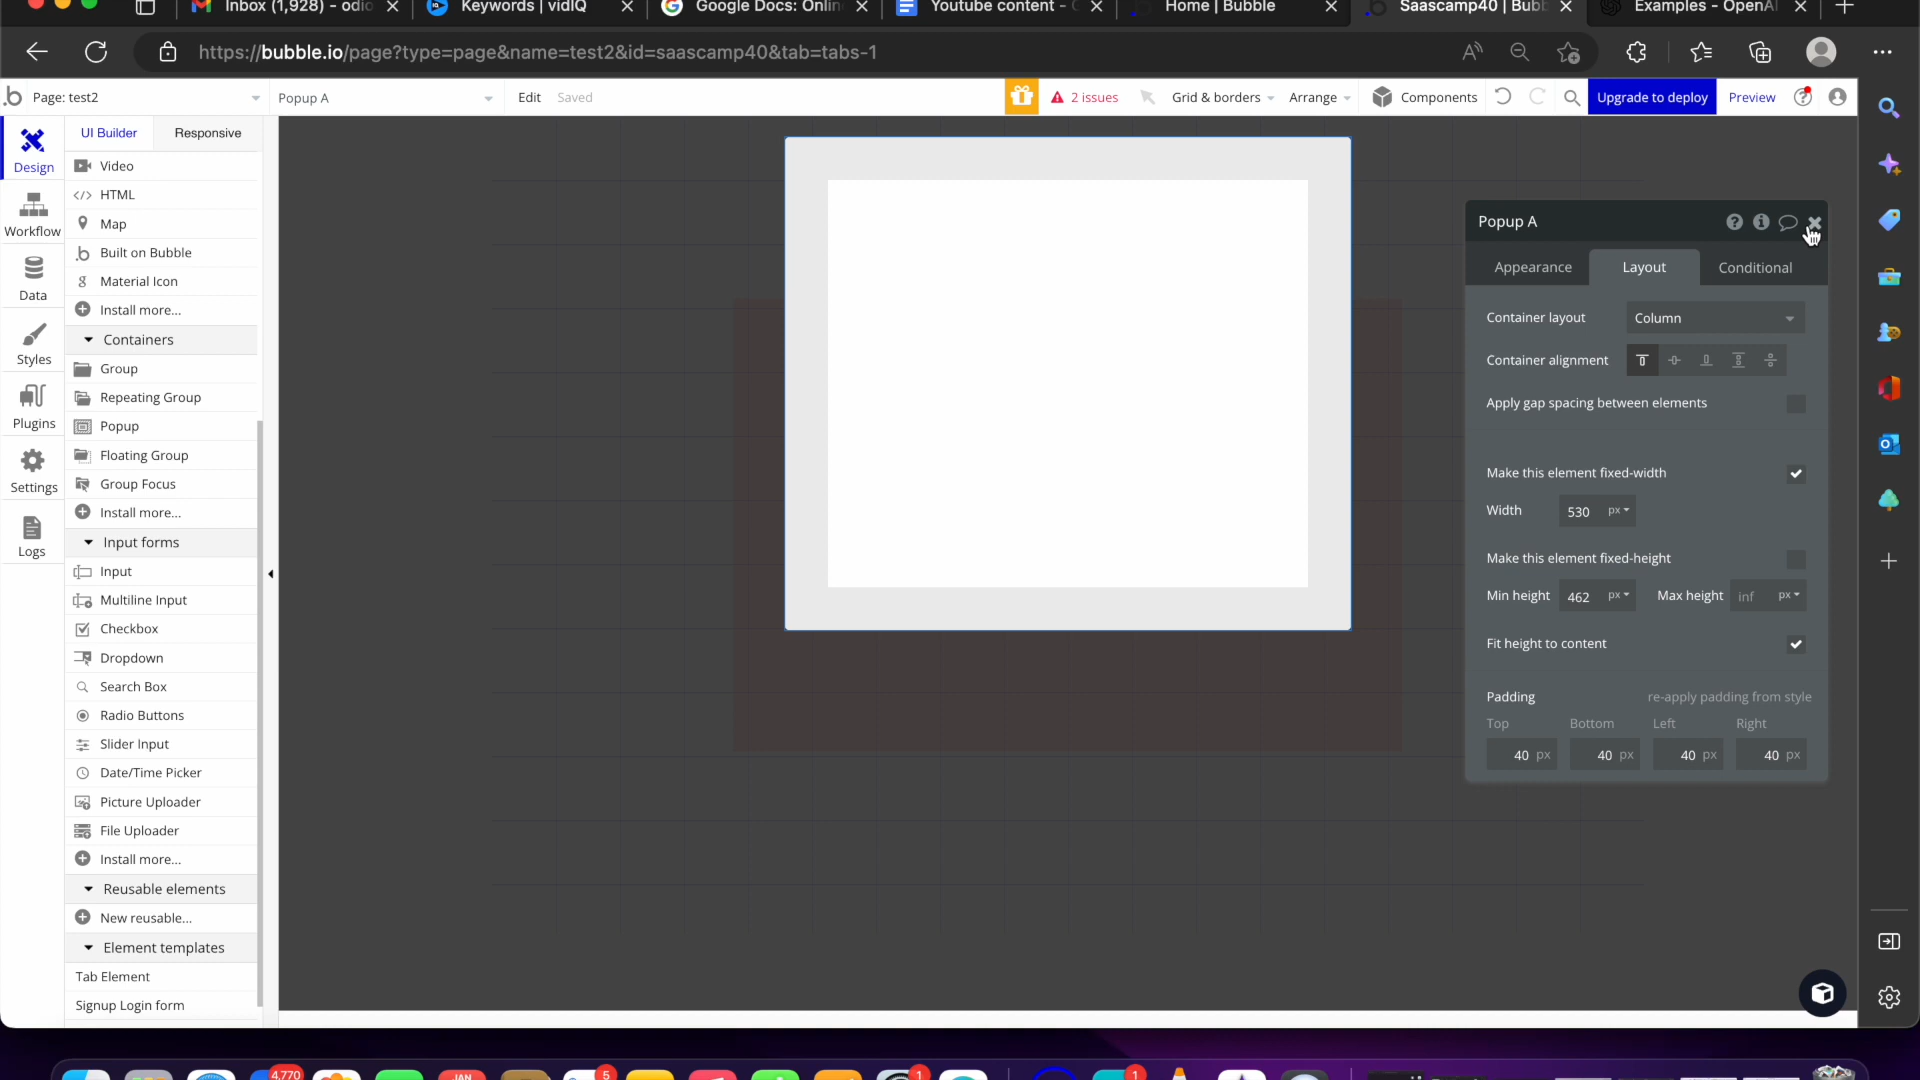 Inbox (1,928) - odio
Keywords | vidIQ
Google Docs: Onlin
Youtube content - G
Home | Bubble
Saascamp40 | Bubb
Examples - OpenAI
https://bubble.io/page?type=page&name=test2&id=saascamp40&tab=tabs-1
Page: test2
Popup A
Edit
Saved
2 issues
Grid & borders
Arrange
Components
Upgrade to deploy
Preview
Design
Workflow
Data
Styles
Plugins
Settings
Logs
UI Builder
Responsive
Video
HTML
Map
Built on Bubble
Material Icon
Install more...
Containers
Group
Repeating Group
Popup
Floating Group
Group Focus
Install more...
Input forms
Input
Multiline Input
Checkbox
Dropdown
Search Box
Radio Buttons
Slider Input
Date/Time Picker
Picture Uploader
File Uploader
Install more...
Reusable elements
New reusable...
Element templates
Tab Element
Signup Login form
Popup A
Appearance
Layout
Conditional
Container layout
Column
Container alignment
Apply gap spacing between elements
Make this element fixed-width
Width 530 px
Make this element fixed-height
Min height 462 px Max height inf px
Fit height to content
Padding re-apply padding from style
Top Bottom Left Right
40 px 40 px 40 px 40 px
4,770
JAN
5
1
1